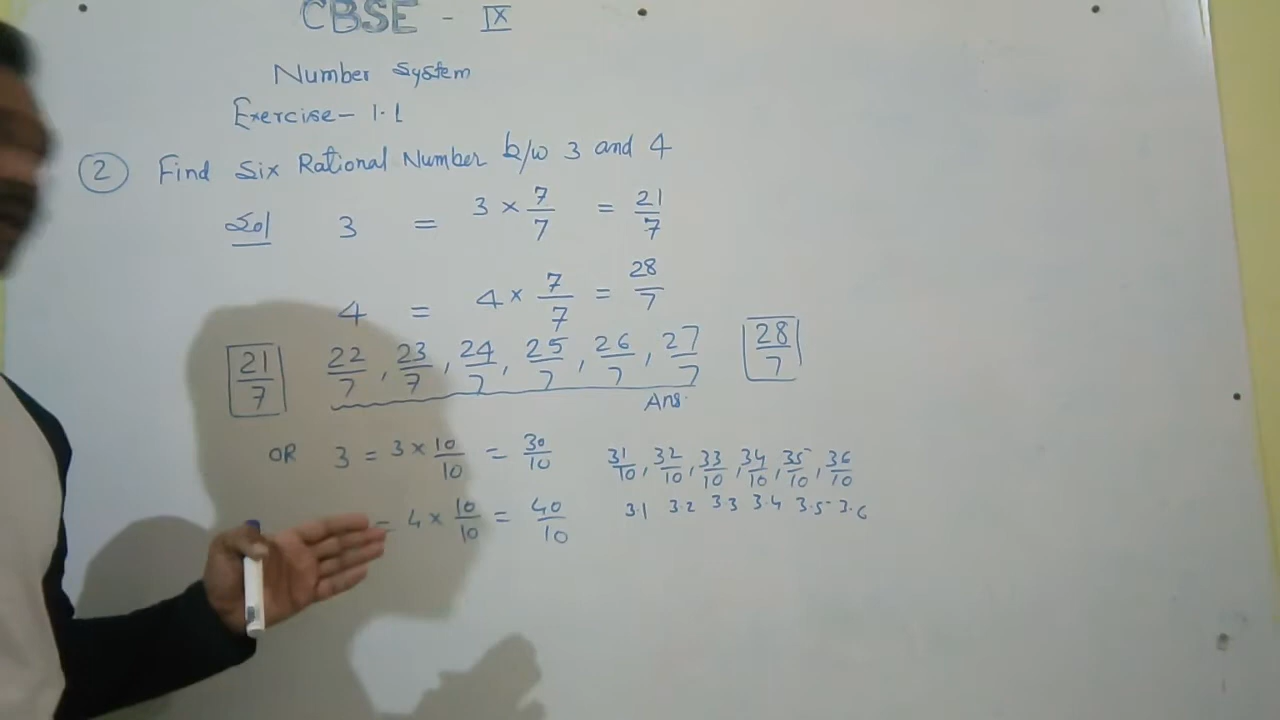 CBSE - IX
Number System
Exercise - 1.1
2 Find Six Rational Number b/w 3 and 4
Sol 3 = 3 × 7/7 = 21/7
4 = 4 × 7/7 = 28/7
21/7 22/7, 23/7, 24/7, 25/7, 26/7, 27/7 28/7
Ans.
OR 3 = 3 × 10/10 = 30/10 31/10, 32/10, 33/10, 34/10, 35/10, 36/10
= 4 × 10/10 = 40/10 3.1 3.2 3.3 3.4 3.5 3.6